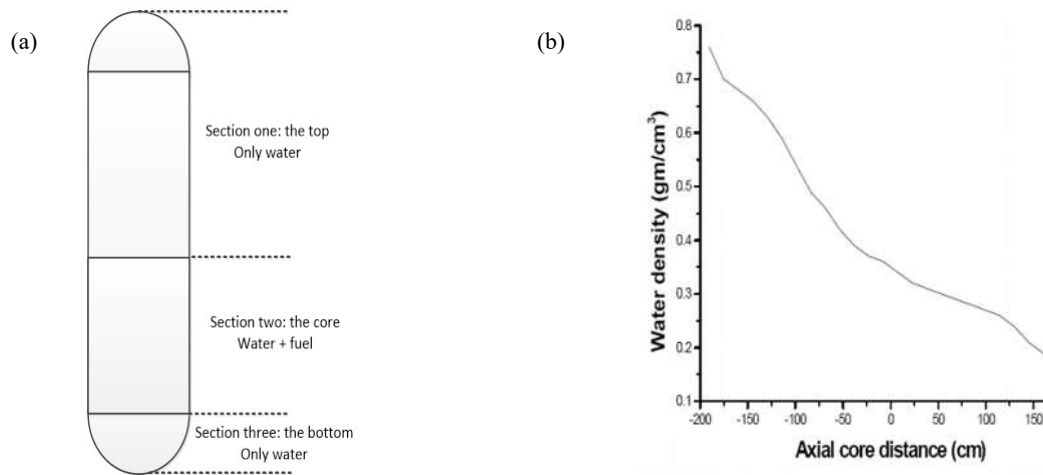 (a)
Section one: the top
Only water
Section two: the core
Water + fuel
Section three: the bottom
Only water
(b)
Water density (gm/cm³)
0.8
0.7
0.6
0.5
0.4
0.3
0.2
0.1
-200 -150 -100 -50 0 50 100 150
Axial core distance (cm)